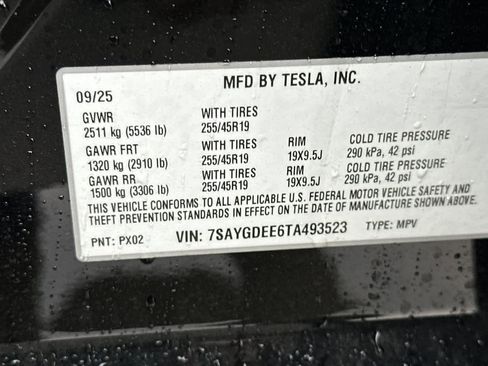 MFD BY TESLA, INC.
09/25
GVWR WITH TIRES
2511 kg (5536 lb) 255/45R19
GAWR FRT WITH TIRES RIM COLD TIRE PRESSURE
1320 kg (2910 lb) 255/45R19 19X9.5J 290 kPa, 42 psi
GAWR RR WITH TIRES RIM COLD TIRE PRESSURE
1500 kg (3306 lb) 255/45R19 19X9.5J 290 kPa, 42 psi
THIS VEHICLE CONFORMS TO ALL APPLICABLE U.S. FEDERAL MOTOR VEHICLE SAFETY AND
THEFT PREVENTION STANDARDS IN EFFECT ON THE DATE OF MANUFACTURE SHOWN ABOVE.
PNT: PX02 VIN: 7SAYGDEE6TA493523 TYPE: MPV